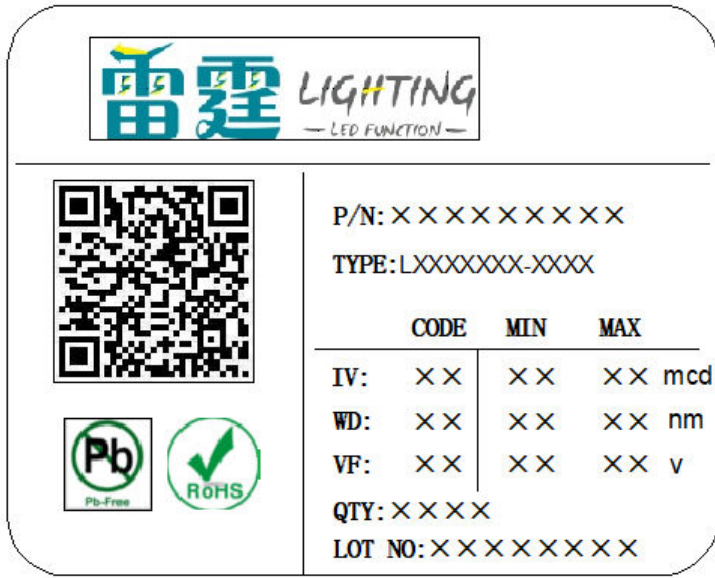 雷霆 LIGHTING
LED FUNCTION
P/N:×××××××××
TYPE:LXXXXXXX-XXXX
CODE MIN MAX
IV: ×× ×× ×× mcd
WD: ×× ×× ×× nm
VF: ×× ×× ×× v
Pb
Pb-Free
RoHS
QTY:××××
LOT NO:××××××××